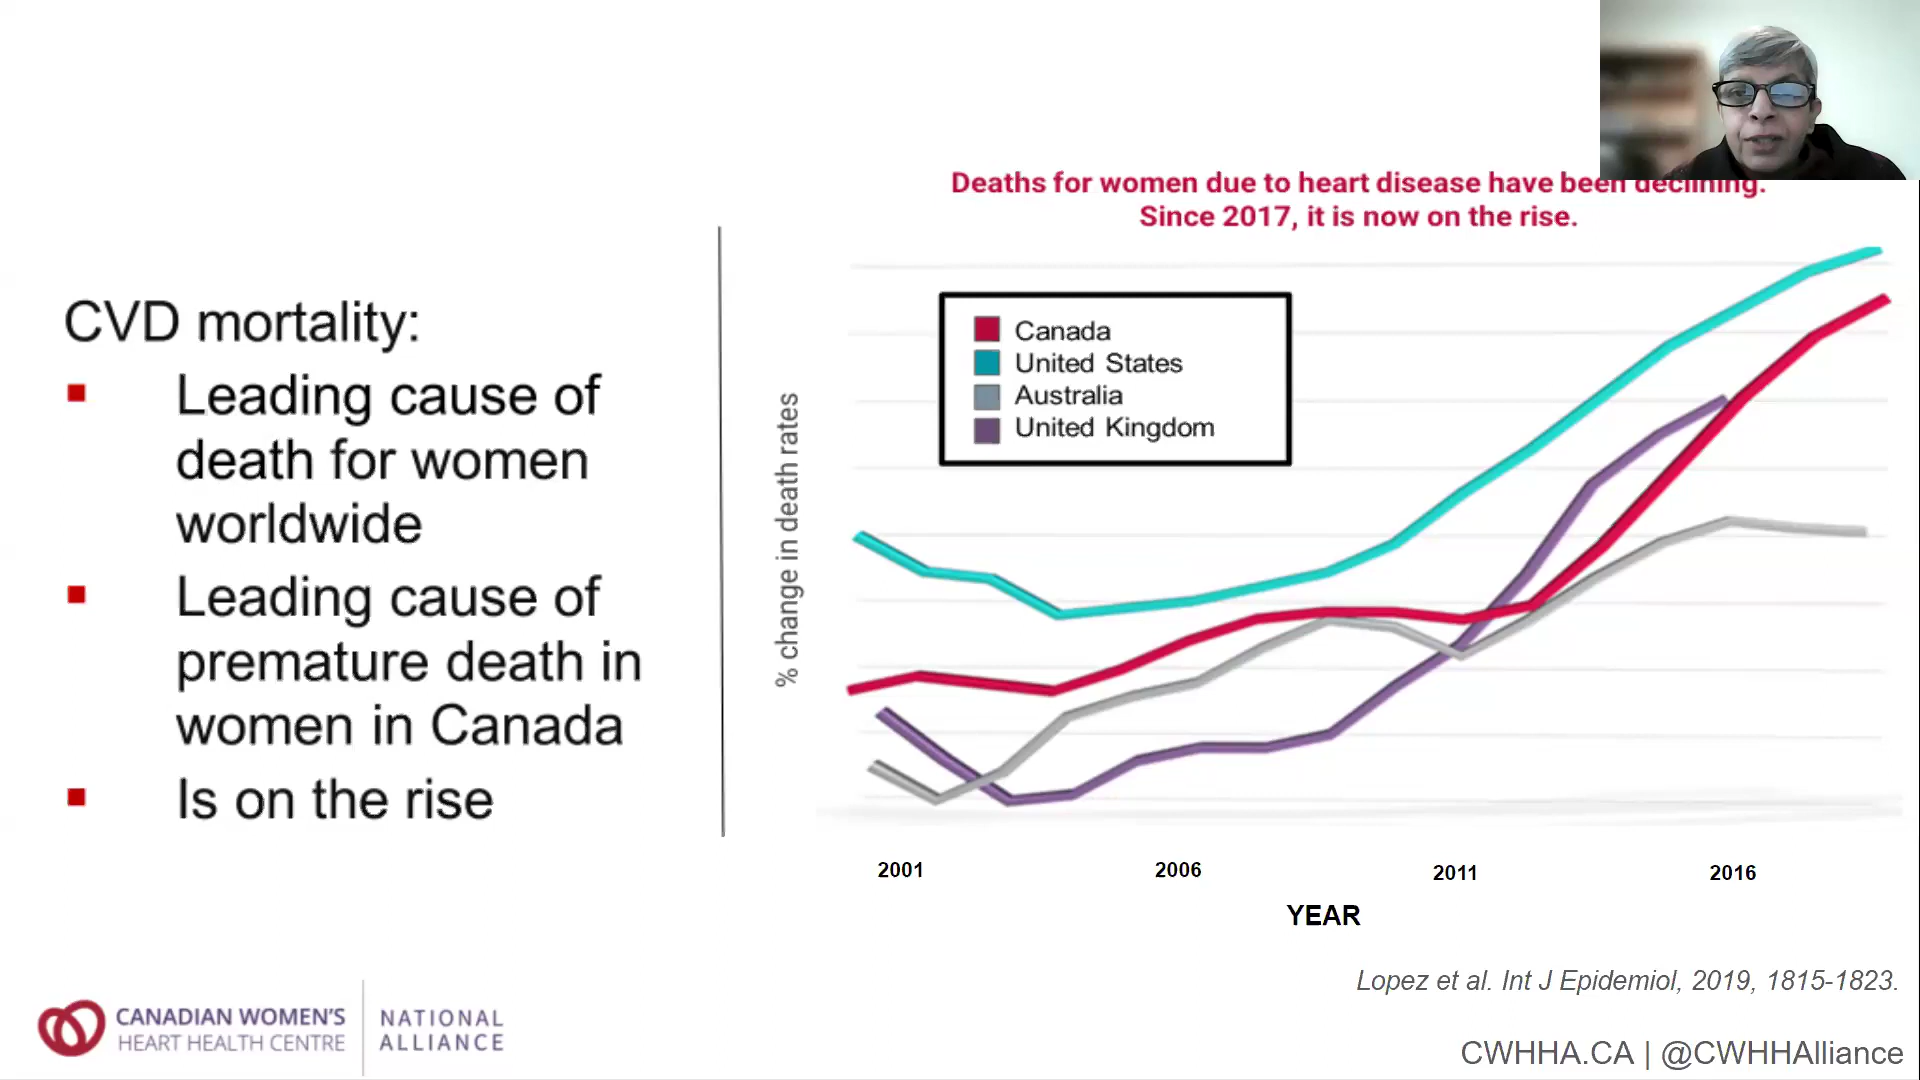 Deaths for women due to heart disease have been declining.
Since 2017, it is now on the rise.
CVD mortality:
Leading cause of
death for women
worldwide
Leading cause of
premature death in
women in Canada
Is on the rise
% change in death rates
Canada
United States
Australia
United Kingdom
2001
2006
2011
2016
YEAR
Lopez et al. Int J Epidemiol, 2019, 1815-1823.
CANADIAN WOMEN'S
HEART HEALTH CENTRE
NATIONAL
ALLIANCE
CWHHA.CA | @CWHHAlliance